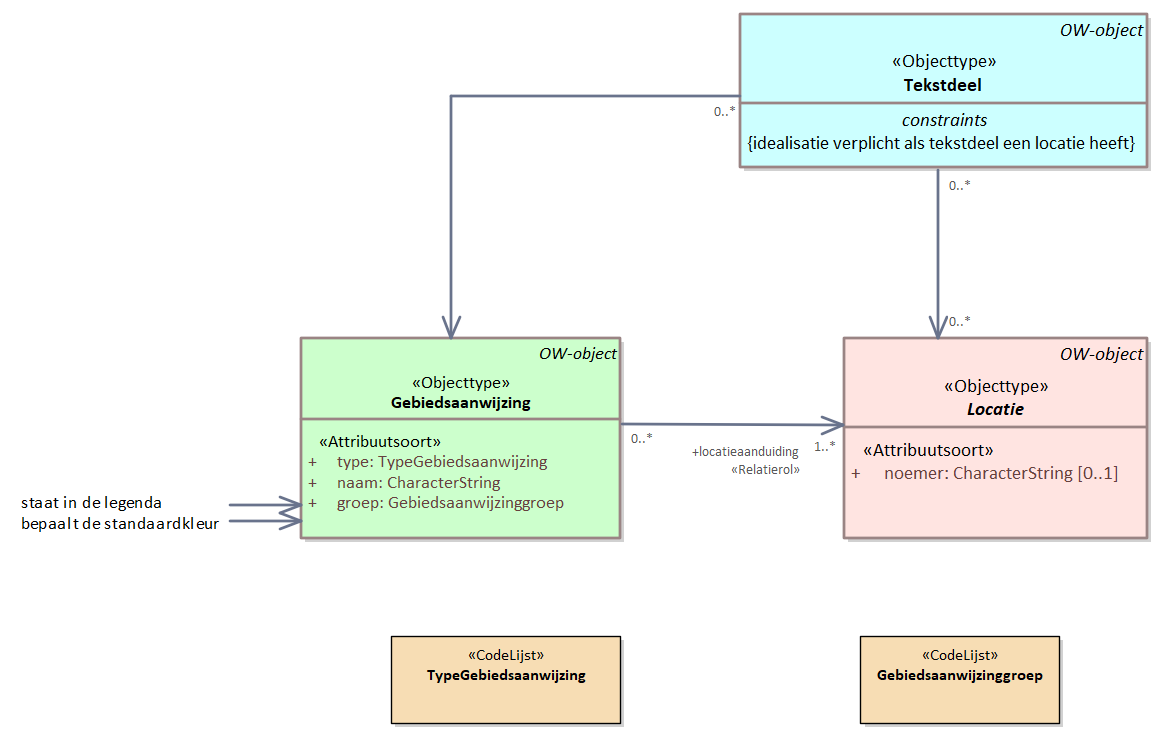 OW-object
«Objecttype»
Tekstdeel
constraints
{idealisatie verplicht als tekstdeel een locatie heeft}
0..*
0..*
0..*
OW-object
«Objecttype»
Gebiedsaanwijzing
«Attribuutsoort»
+ type: TypeGebiedsaanwijzing
+ naam: CharacterString
+ groep: Gebiedsaanwijzinggroep
staat in de legenda
bepaalt de standaardkleur
0..*
+locatieaanduiding
«Relatierol»
1..*
OW-object
«Objecttype»
Locatie
«Attribuutsoort»
+ noemer: CharacterString [0..1]
«CodeLijst»
TypeGebiedsaanwijzing
«CodeLijst»
Gebiedsaanwijzinggroep